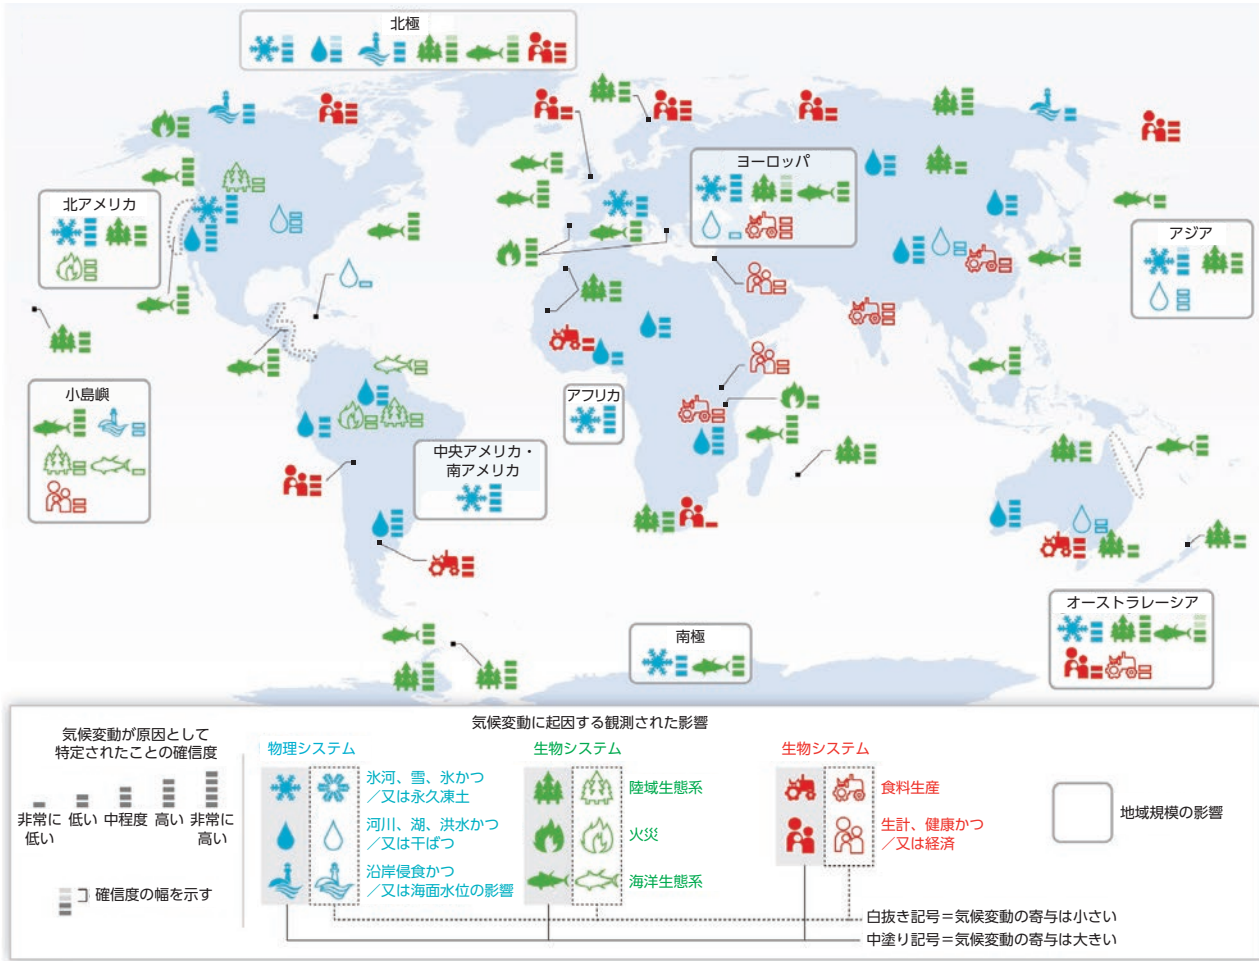 北極
ヨーロッパ
北アメリカ
アジア
小島嶼
アフリカ
中央アメリカ・
南アメリカ
オーストラレーシア
南極
気候変動が原因として
特定されたことの確信度
非常に
低い
低い
中程度
高い
非常に
高い
確信度の幅を示す
気候変動に起因する観測された影響
物理システム
氷河、雪、氷かつ
／又は永久凍土
河川、湖、洪水かつ
／又は干ばつ
沿岸侵食かつ
／又は海面水位の影響
生物システム
陸域生態系
火災
海洋生態系
生物システム
食料生産
生計、健康かつ
／又は経済
地域規模の影響
白抜き記号＝気候変動の寄与は小さい
中塗り記号＝気候変動の寄与は大きい